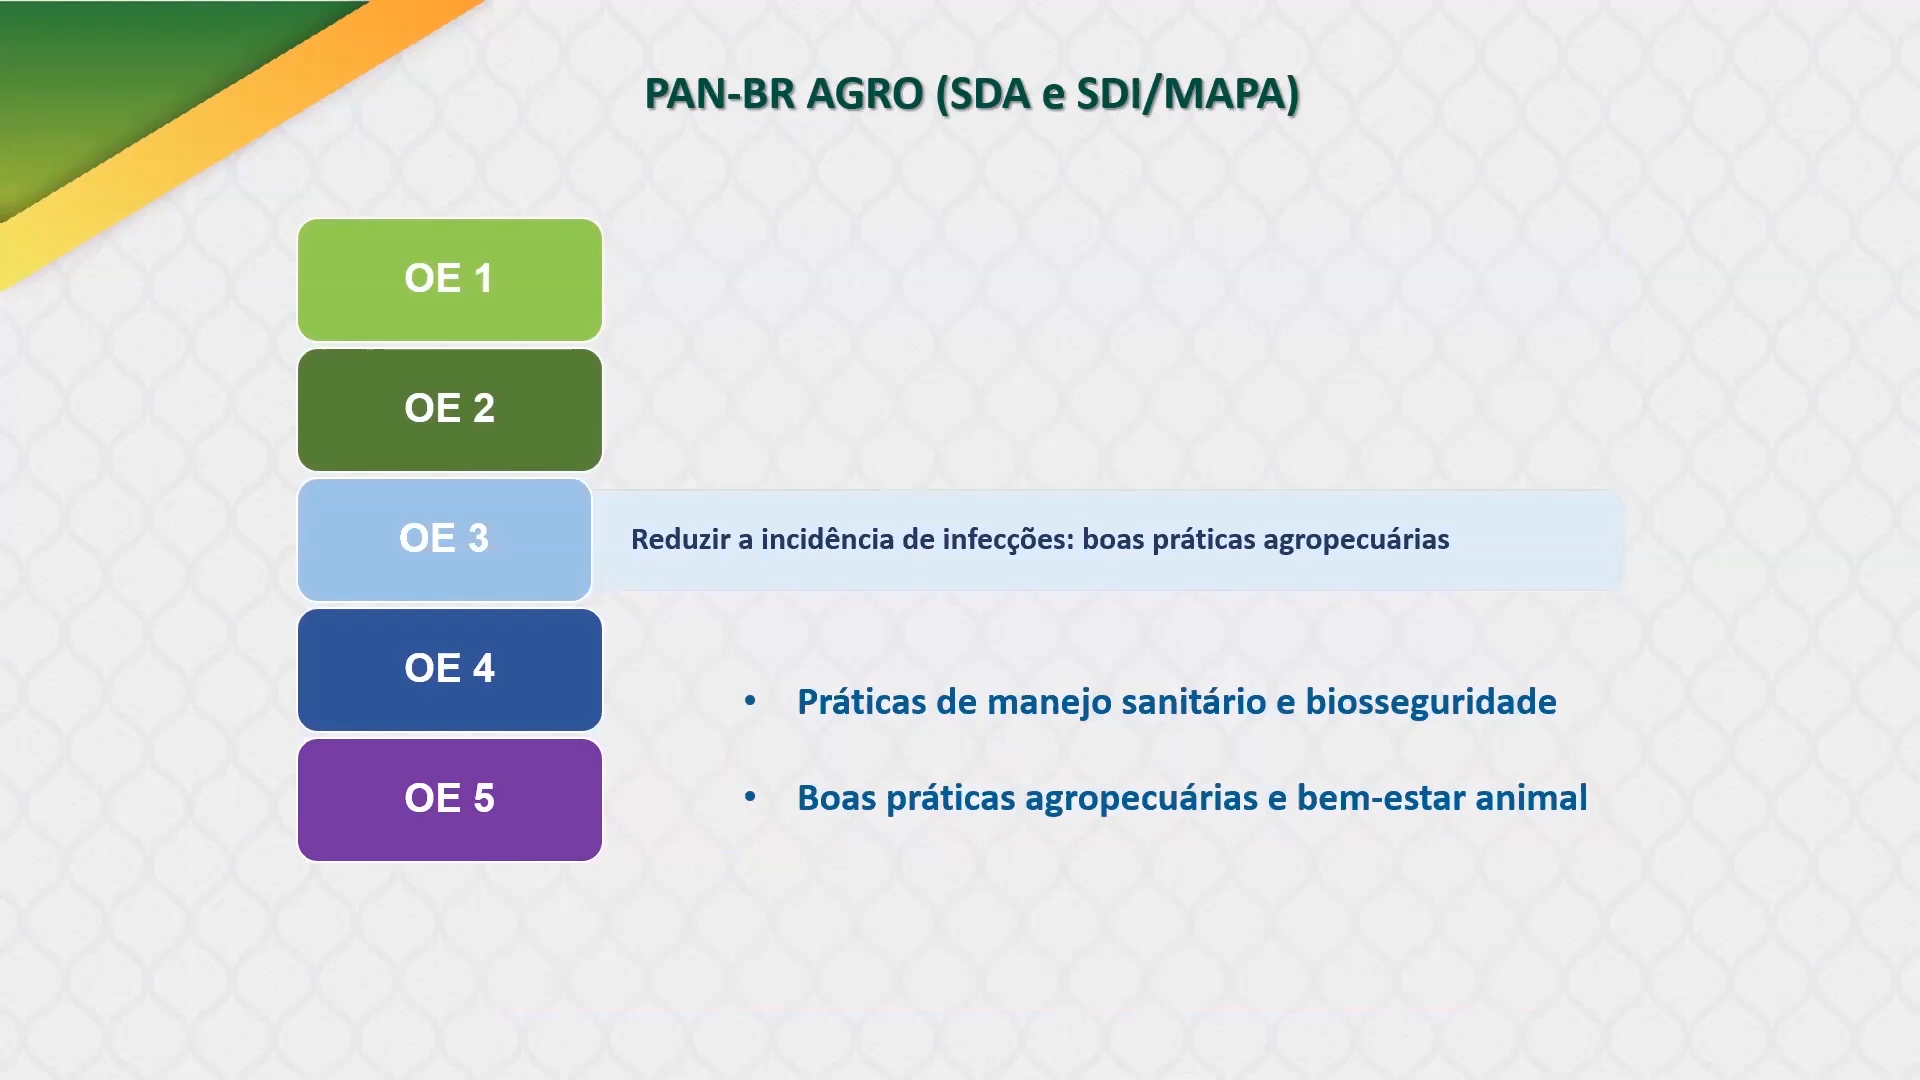 PAN-BR AGRO (SDA e SDI/MAPA)
OE 1
OE 2
OE 3
Reduzir a incidência de infecções: boas práticas agropecuárias
OE 4
OE 5
• Práticas de manejo sanitário e biosseguridade
• Boas práticas agropecuárias e bem-estar animal